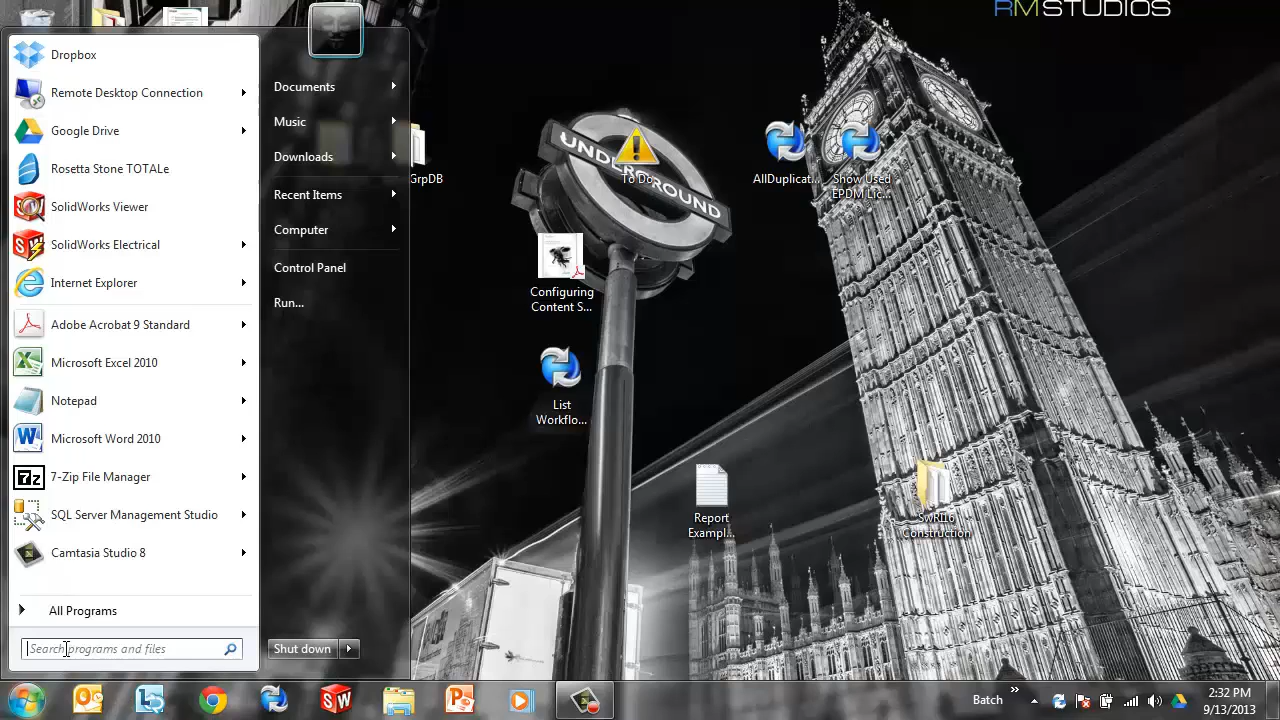 RMSTUDIOS
Dropbox
Remote Desktop Connection
Google Drive
Rosetta Stone TOTALe
SolidWorks Viewer
SolidWorks Electrical
Internet Explorer
Adobe Acrobat 9 Standard
Microsoft Excel 2010
Notepad
Microsoft Word 2010
7-Zip File Manager
SQL Server Management Studio
Camtasia Studio 8
All Programs
Search programs and files
Documents
Music
Downloads
Recent Items
Computer
Control Panel
Run...
Shut down
GrpDB
UNDERGROUND
To Do
AllDuplicat...
Show Used
EPDM Lic...
Configuring
Content S...
List
Workflo...
Report
Exampl...
SwRI16
Construction
Batch
2:32 PM
9/13/2013